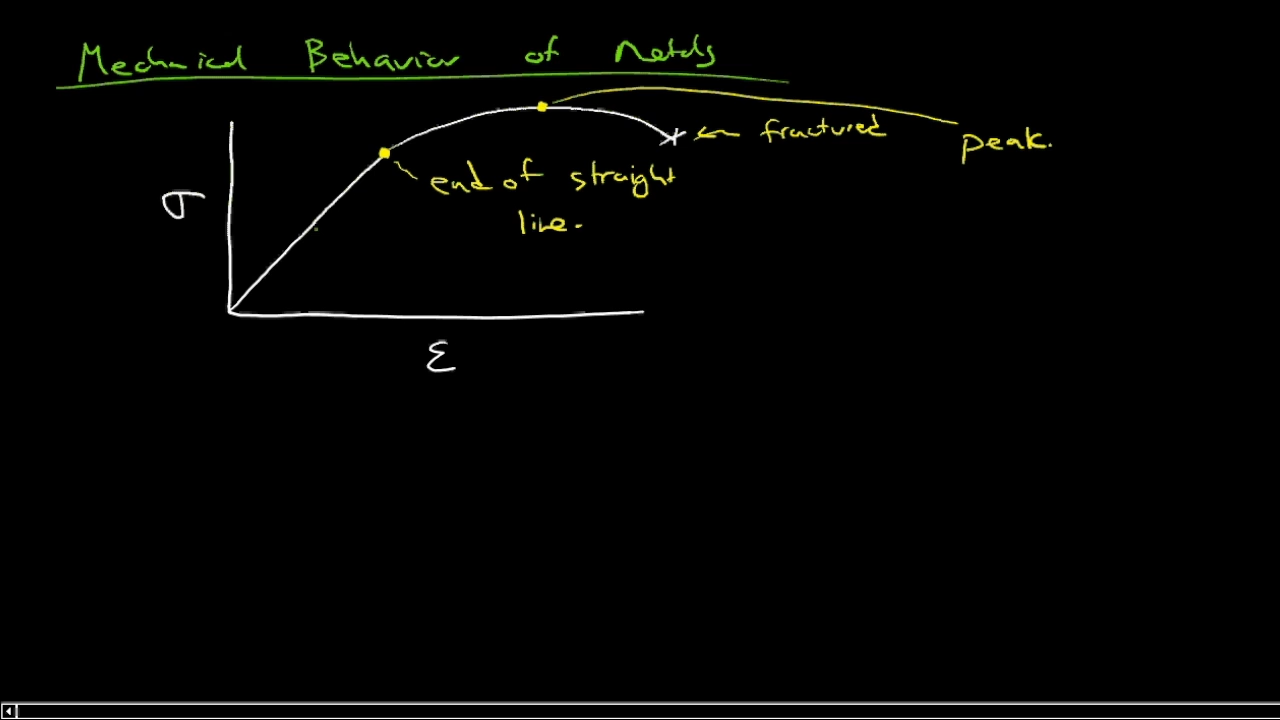 Mechanical Behavior of Metals
σ
← fractured
peak.
end of straight
line.
ε